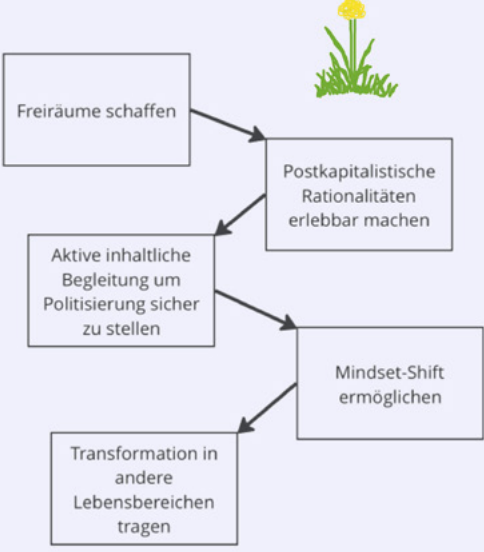 Freiräume schaffen
Postkapitalistische
Rationalitäten
erlebbar machen
Aktive inhaltliche
Begleitung um
Politisierung sicher
zu stellen
Mindset-Shift
ermöglichen
Transformation in
andere
Lebensbereichen
tragen